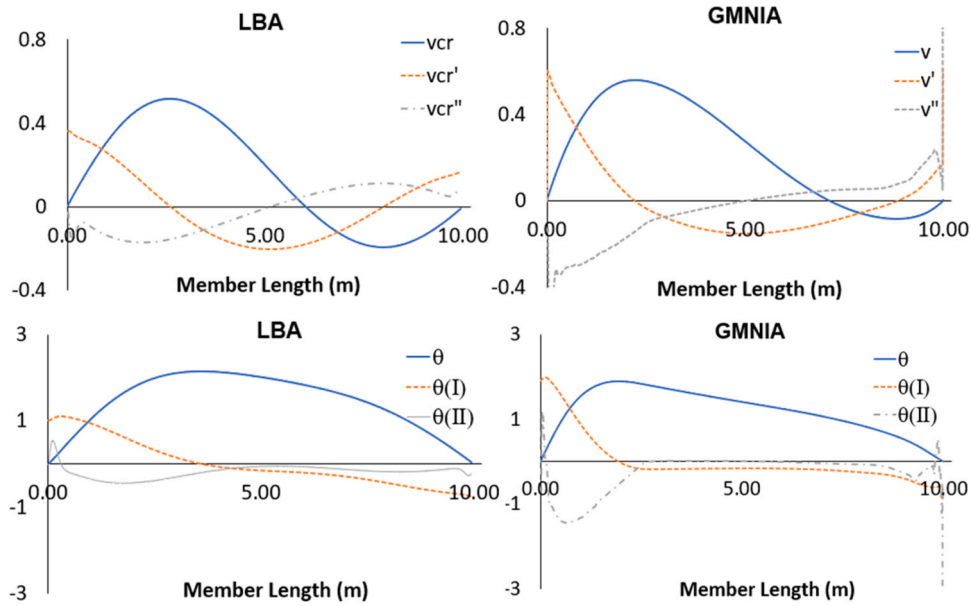 LBA
0.8
0.4
0
-0.4
0.00
5.00
10.00
vcr
vcr'
vcr"
Member Length (m)
GMNIA
0.8
0.4
0
-0.4
0.00
5.00
10.00
v
v'
v"
Member Length (m)
LBA
3
1
-1
-3
0.00
5.00
10.00
θ
θ(I)
θ(II)
Member Length (m)
GMNIA
3
1
-1
-3
0.00
5.00
10.00
θ
θ(I)
θ(II)
Member Length (m)